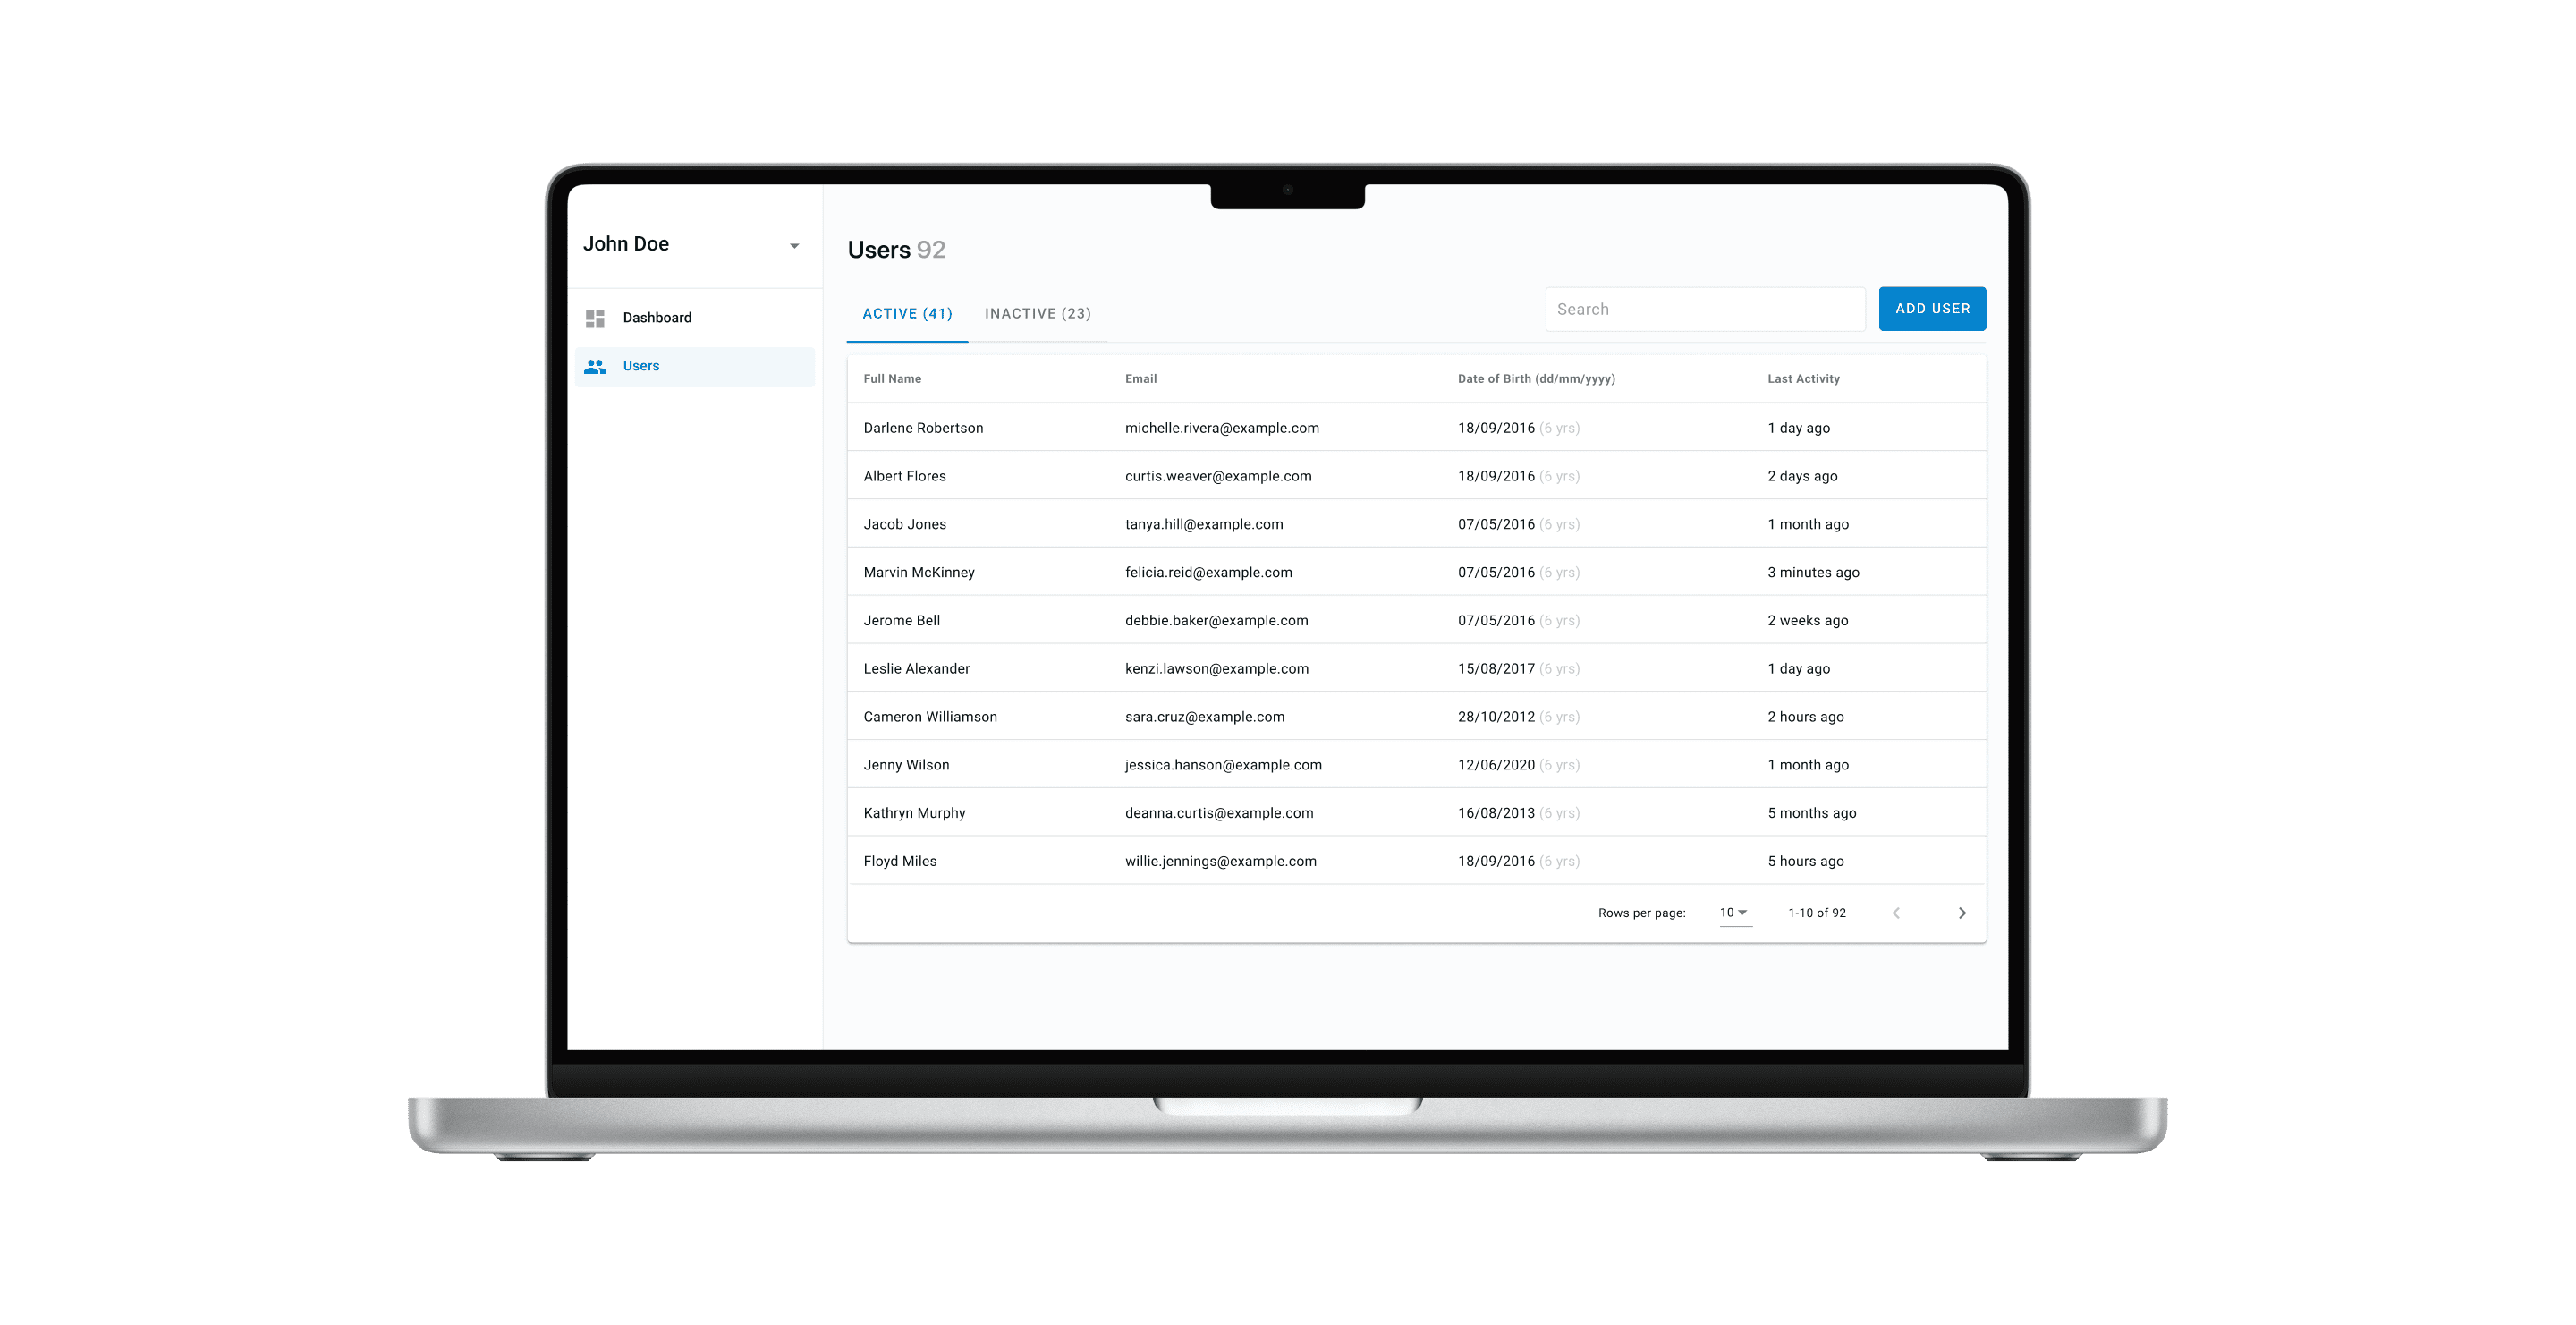 John Doe
Dashboard
Users
Users 92
ACTIVE (41) INACTIVE (23)
Search
ADD USER
Full Name Email Date of Birth (dd/mm/yyyy) Last Activity
Darlene Robertson michelle.rivera@example.com 18/09/2016 (6 yrs) 1 day ago
Albert Flores curtis.weaver@example.com 18/09/2016 (6 yrs) 2 days ago
Jacob Jones tanya.hill@example.com 07/05/2016 (6 yrs) 1 month ago
Marvin McKinney felicia.reid@example.com 07/05/2016 (6 yrs) 3 minutes ago
Jerome Bell debbie.baker@example.com 07/05/2016 (6 yrs) 2 weeks ago
Leslie Alexander kenzi.lawson@example.com 15/08/2017 (6 yrs) 1 day ago
Cameron Williamson sara.cruz@example.com 28/10/2012 (6 yrs) 2 hours ago
Jenny Wilson jessica.hanson@example.com 12/06/2020 (6 yrs) 1 month ago
Kathryn Murphy deanna.curtis@example.com 16/08/2013 (6 yrs) 5 months ago
Floyd Miles willie.jennings@example.com 18/09/2016 (6 yrs) 5 hours ago
Rows per page: 10 1-10 of 92